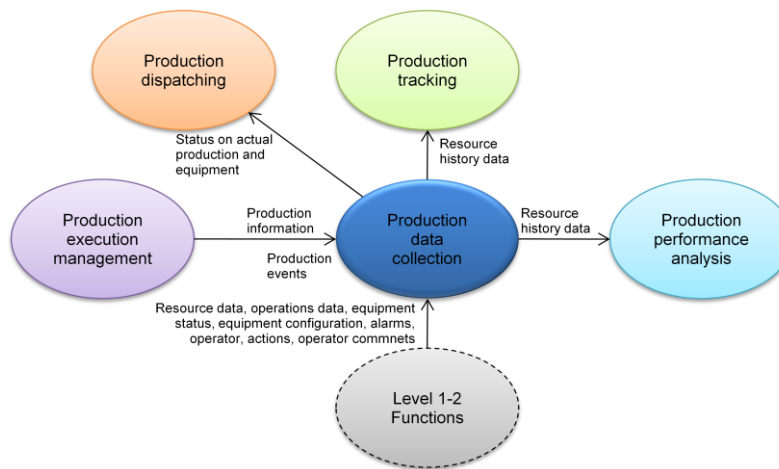 Production
dispatching
Production
tracking
Status on actual
production and
equipment
Resource
history data
Production
execution
management
Production
information
Production
events
Production
data
collection
Resource
history data
Production
performance
analysis
Resource data, operations data, equipment
status, equipment configuration, alarms,
operator, actions, operator commnets
Level 1-2
Functions